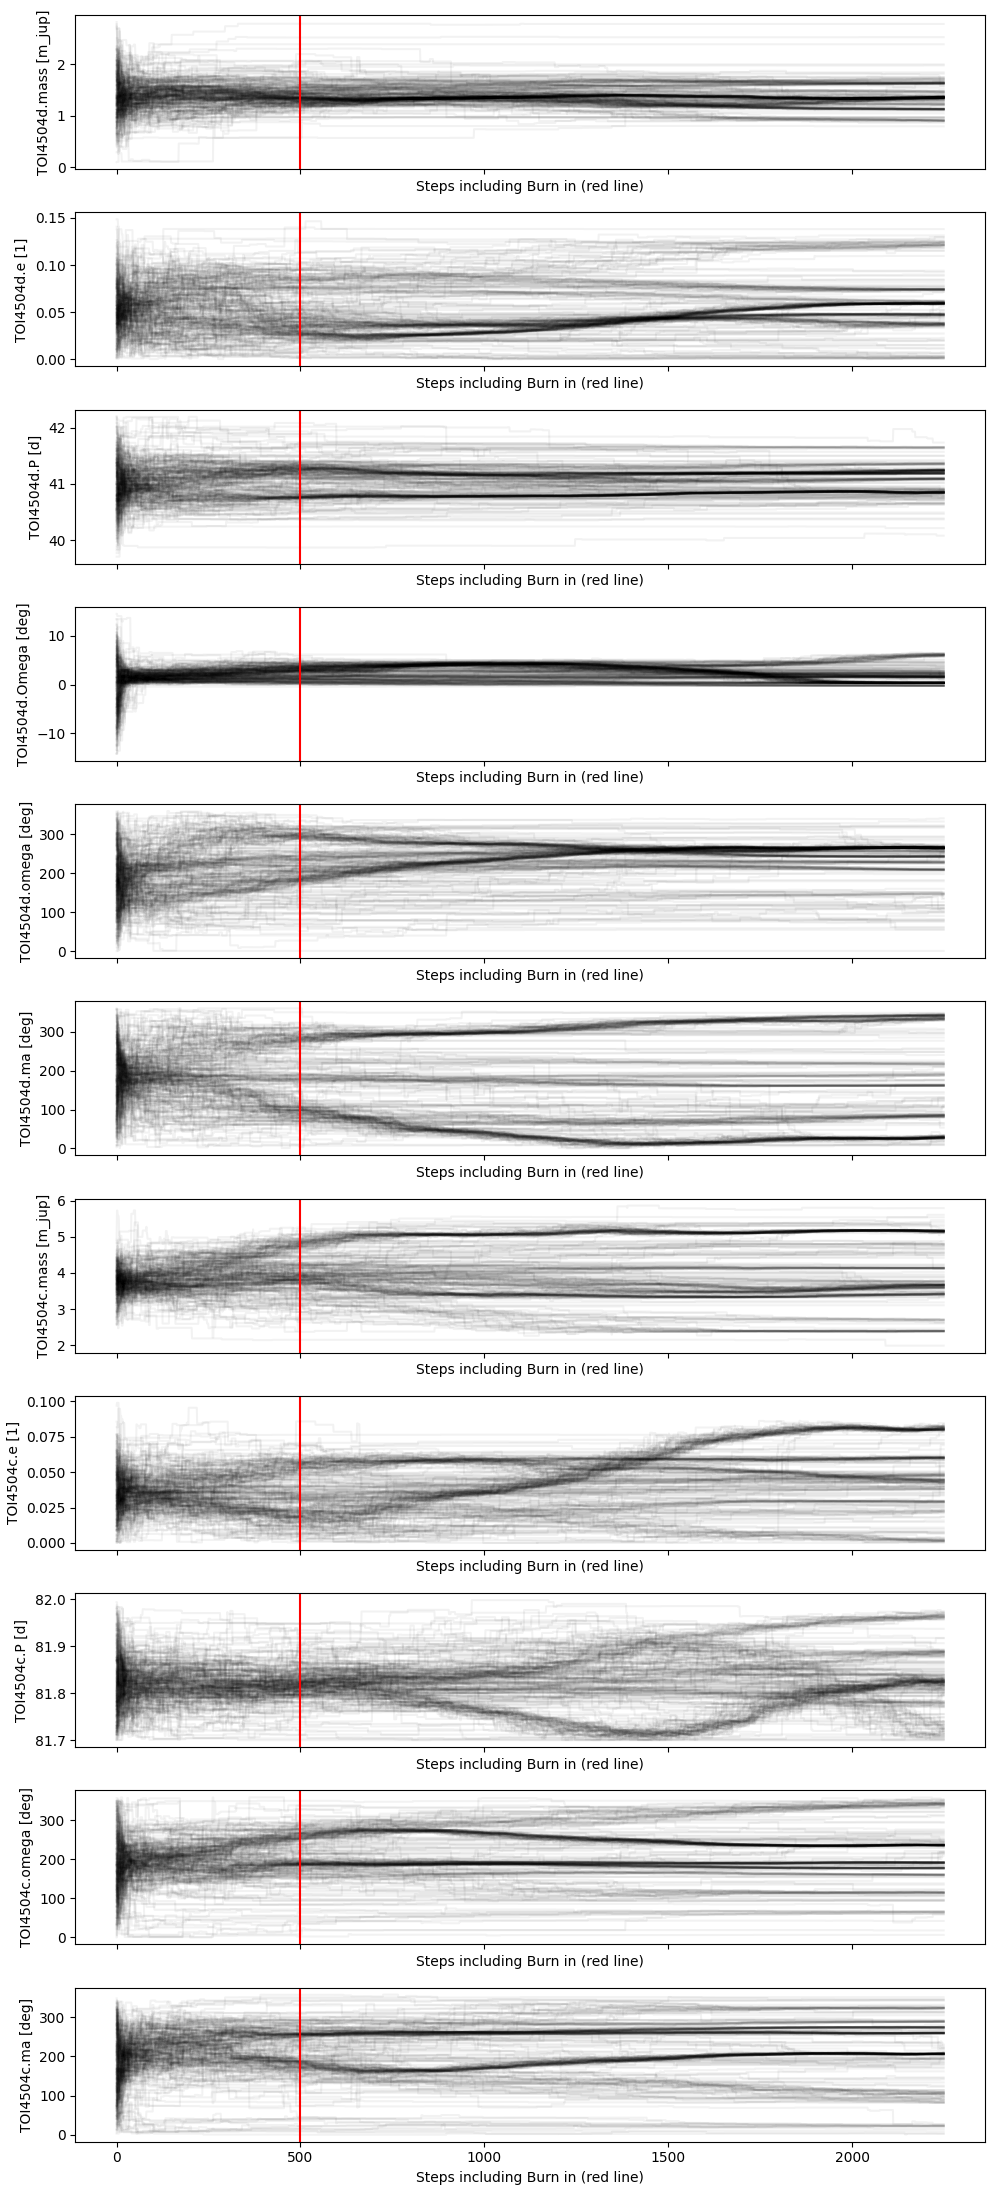 TOI4504d.mass [m_jup]
2
1
0
Steps including Burn in (red line)
TOI4504d.e [1]
0.15
0.10
0.05
0.00
Steps including Burn in (red line)
TOI4504d.P [d]
42
41
40
Steps including Burn in (red line)
TOI4504d.Omega [deg]
10
0
−10
Steps including Burn in (red line)
TOI4504d.omega [deg]
300
200
100
0
Steps including Burn in (red line)
TOI4504d.ma [deg]
300
200
100
0
Steps including Burn in (red line)
TOI4504c.mass [m_jup]
6
5
4
3
2
Steps including Burn in (red line)
TOI4504c.e [1]
0.100
0.075
0.050
0.025
0.000
Steps including Burn in (red line)
TOI4504c.P [d]
82.0
81.9
81.8
81.7
Steps including Burn in (red line)
TOI4504c.omega [deg]
300
200
100
0
Steps including Burn in (red line)
TOI4504c.ma [deg]
300
200
100
0
0 500 1000 1500 2000
Steps including Burn in (red line)